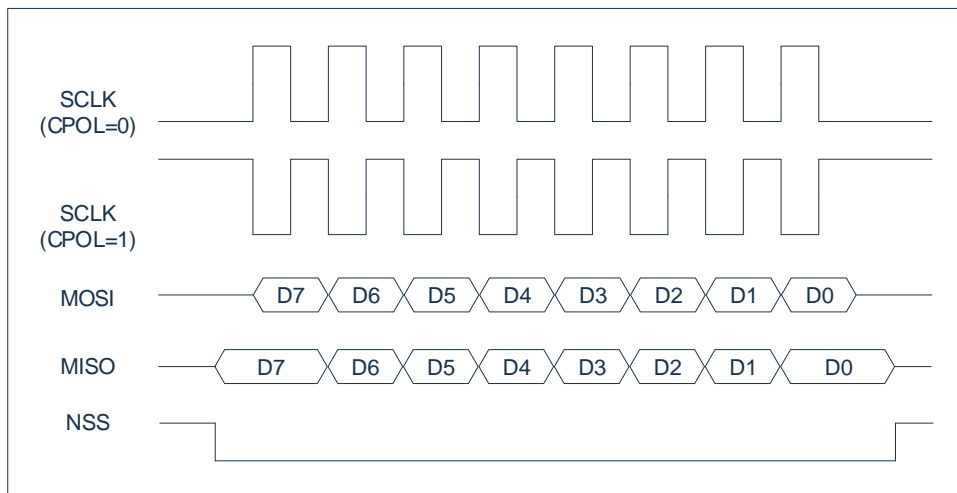 SCLK
(CPOL=0)
SCLK
(CPOL=1)
MOSI D7 D6 D5 D4 D3 D2 D1 D0
MISO D7 D6 D5 D4 D3 D2 D1 D0
NSS